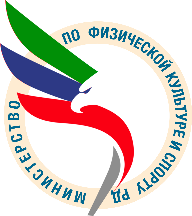 МИНИСТЕРСТВО ПО ФИЗИЧЕСКОЙ КУЛЬТУРЕ И СПОРТУ РД